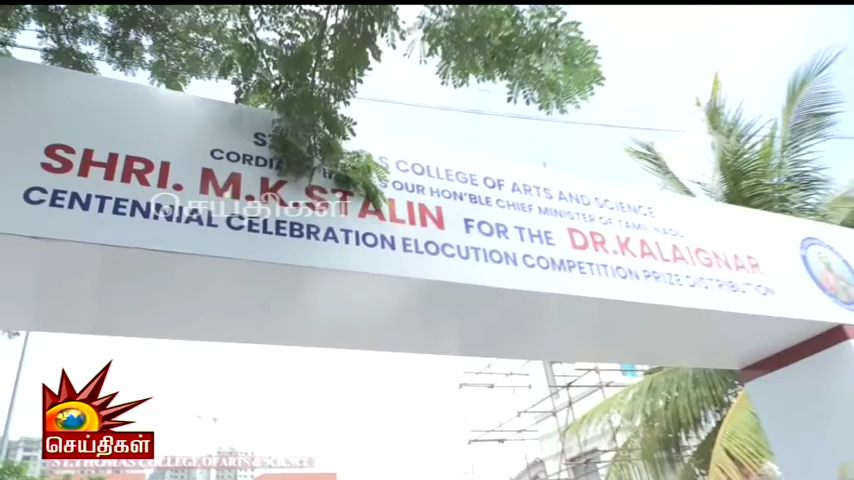 COLLEGE OF ARTS AND SCIENCE
OUR HON'BLE CHIEF MINISTER OF TAMIL NADU
SHRI. M.K.STALIN FOR THE DR.KALAIGNAR
CENTENNIAL CELEBRATION ELOCUTION COMPETITION PRIZE DISTRIBUTION
செய்திகள்
செய்திகள்
ST.THOMAS COLLEGE OF ARTS & SCIENCE